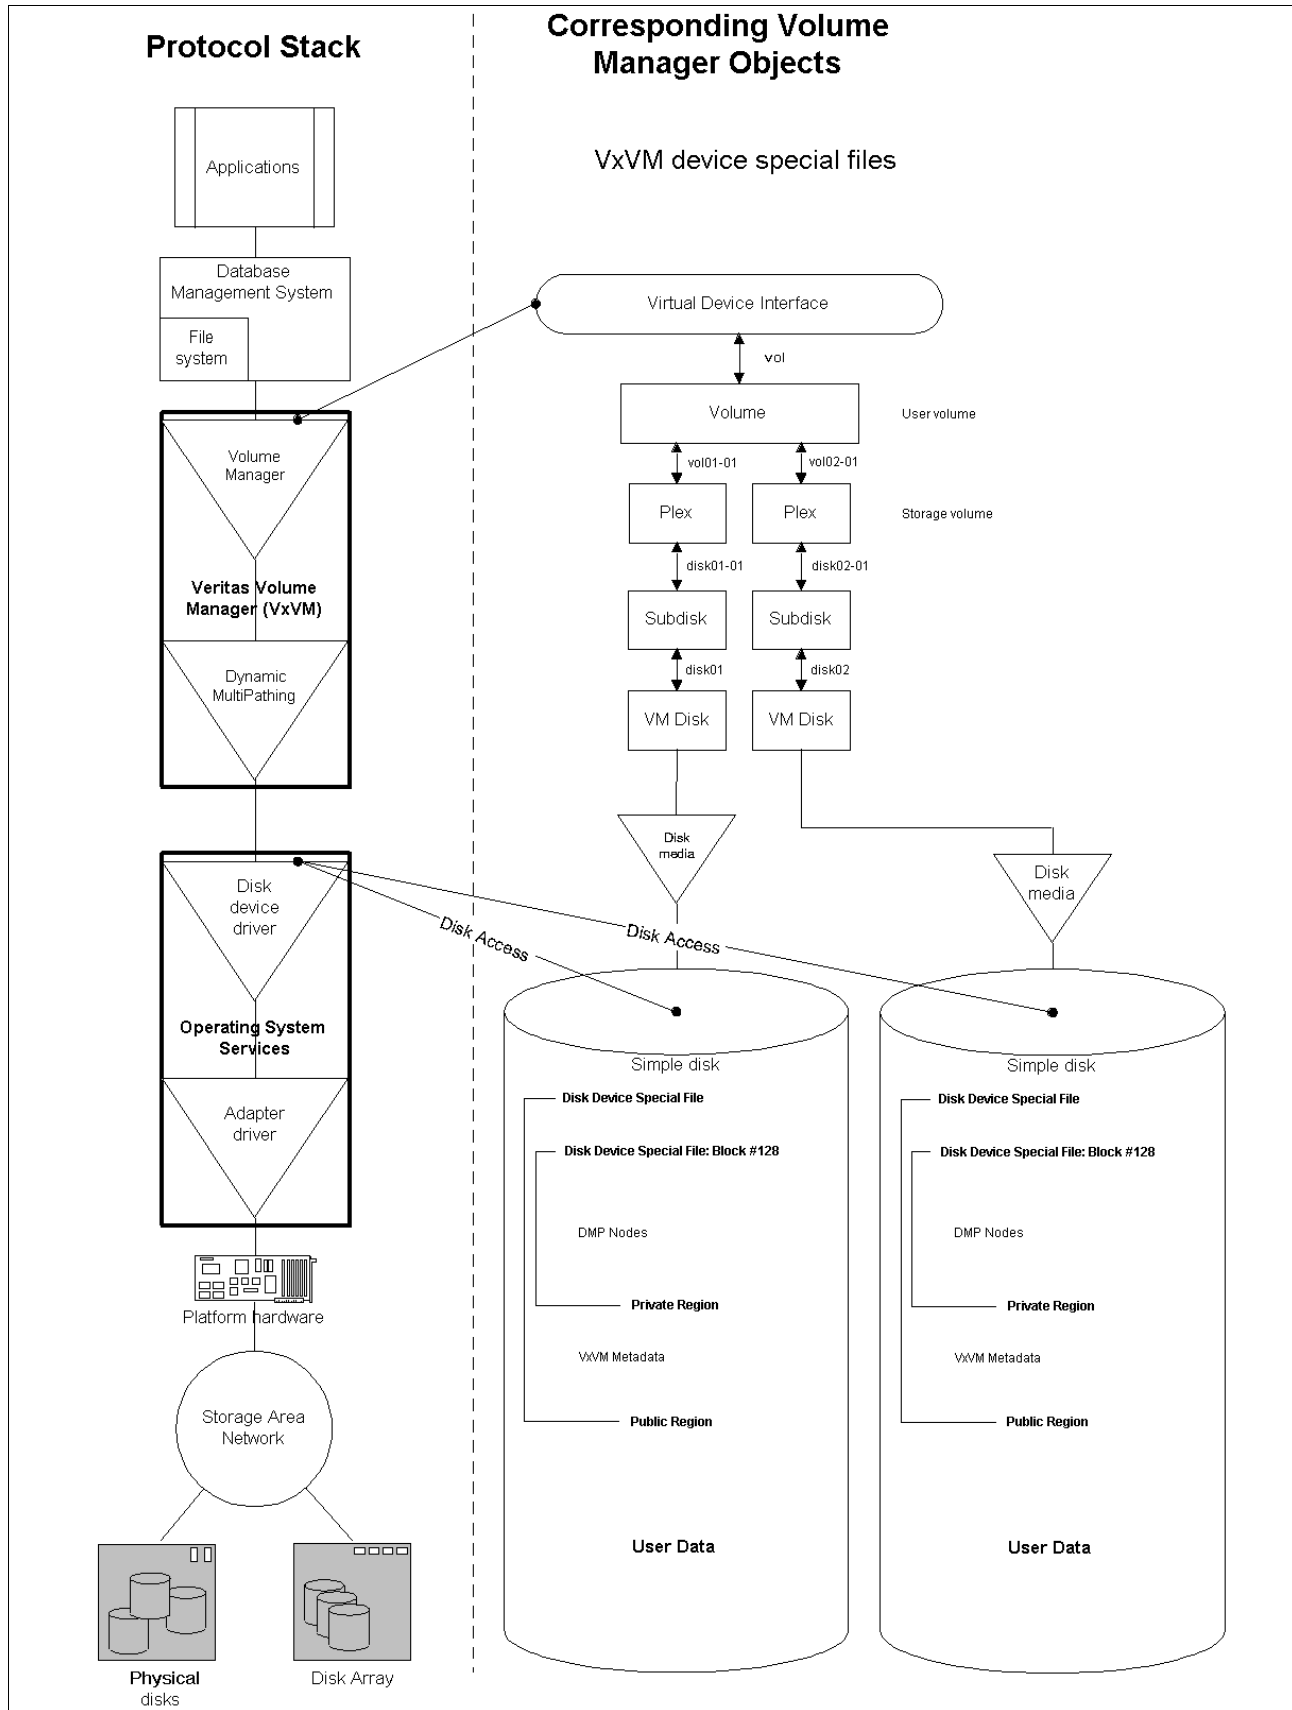 Protocol Stack
Applications
Database
Management System
File
system
Volume
Manager
Veritas Volume
Manager (VxVM)
Dynamic
MultiPathing
Disk
device
driver
Operating System
Services
Adapter
driver
Platform hardware
Storage Area
Network
Physical
disks
Disk Array
Corresponding Volume
Manager Objects
VxVM device special files
Virtual Device Interface
vol
Volume
User volume
vol01-01
vol02-01
Plex
Plex
Storage volume
disk01-01
disk02-01
Subdisk
Subdisk
disk01
disk02
VM Disk
VM Disk
Disk
media
Disk
media
Disk Access
Disk Access
Simple disk
Disk Device Special File
Disk Device Special File: Block #128
DMP Nodes
Private Region
VxVM Metadata
Public Region
User Data
Simple disk
Disk Device Special File
Disk Device Special File: Block #128
DMP Nodes
Private Region
VxVM Metadata
Public Region
User Data